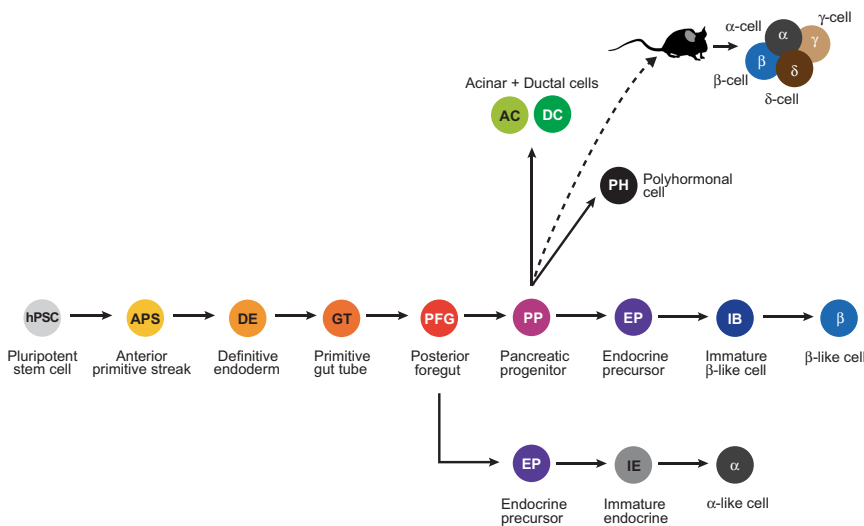 γ-cell
α-cell
α
γ
β
δ
β-cell
δ-cell
Acinar + Ductal cells
AC
DC
PH
Polyhormonal
cell
hPSC
APS
DE
GT
PFG
PP
EP
IB
β
Pluripotent
stem cell
Anterior
primitive streak
Definitive
endoderm
Primitive
gut tube
Posterior
foregut
Pancreatic
progenitor
Endocrine
precursor
Immature
β-like cell
β-like cell
EP
IE
α
Endocrine
precursor
Immature
endocrine
α-like cell